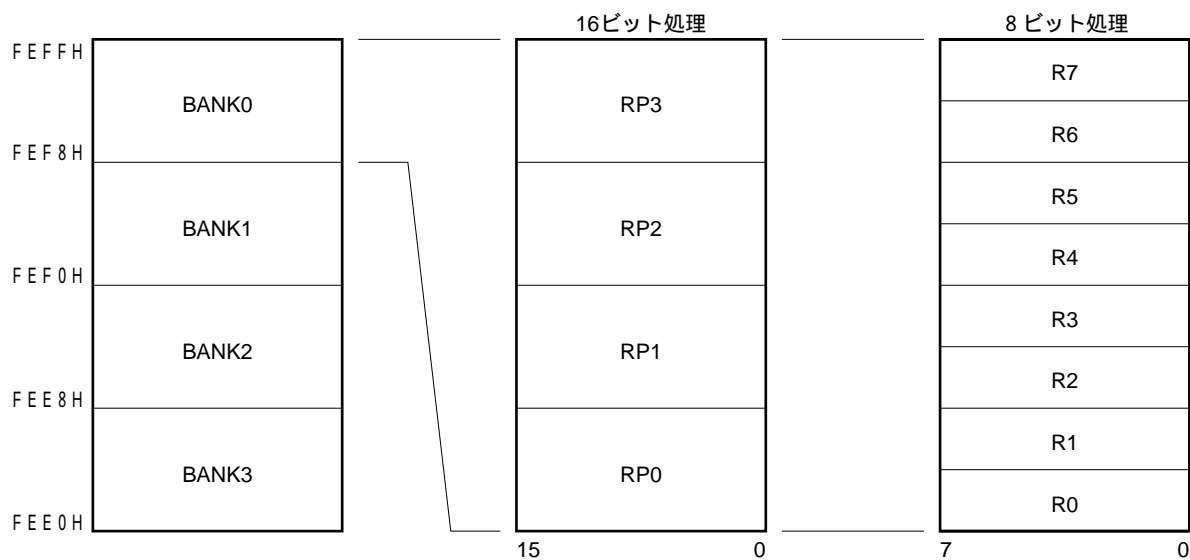 16ビット処理
8 ビット処理
FEFFH
BANK0
RP3
R7
R6
FEF8H
BANK1
RP2
R5
R4
FEF0H
BANK2
RP1
R3
R2
FEE8H
BANK3
RP0
R1
R0
FEE0H
15 0
7 0